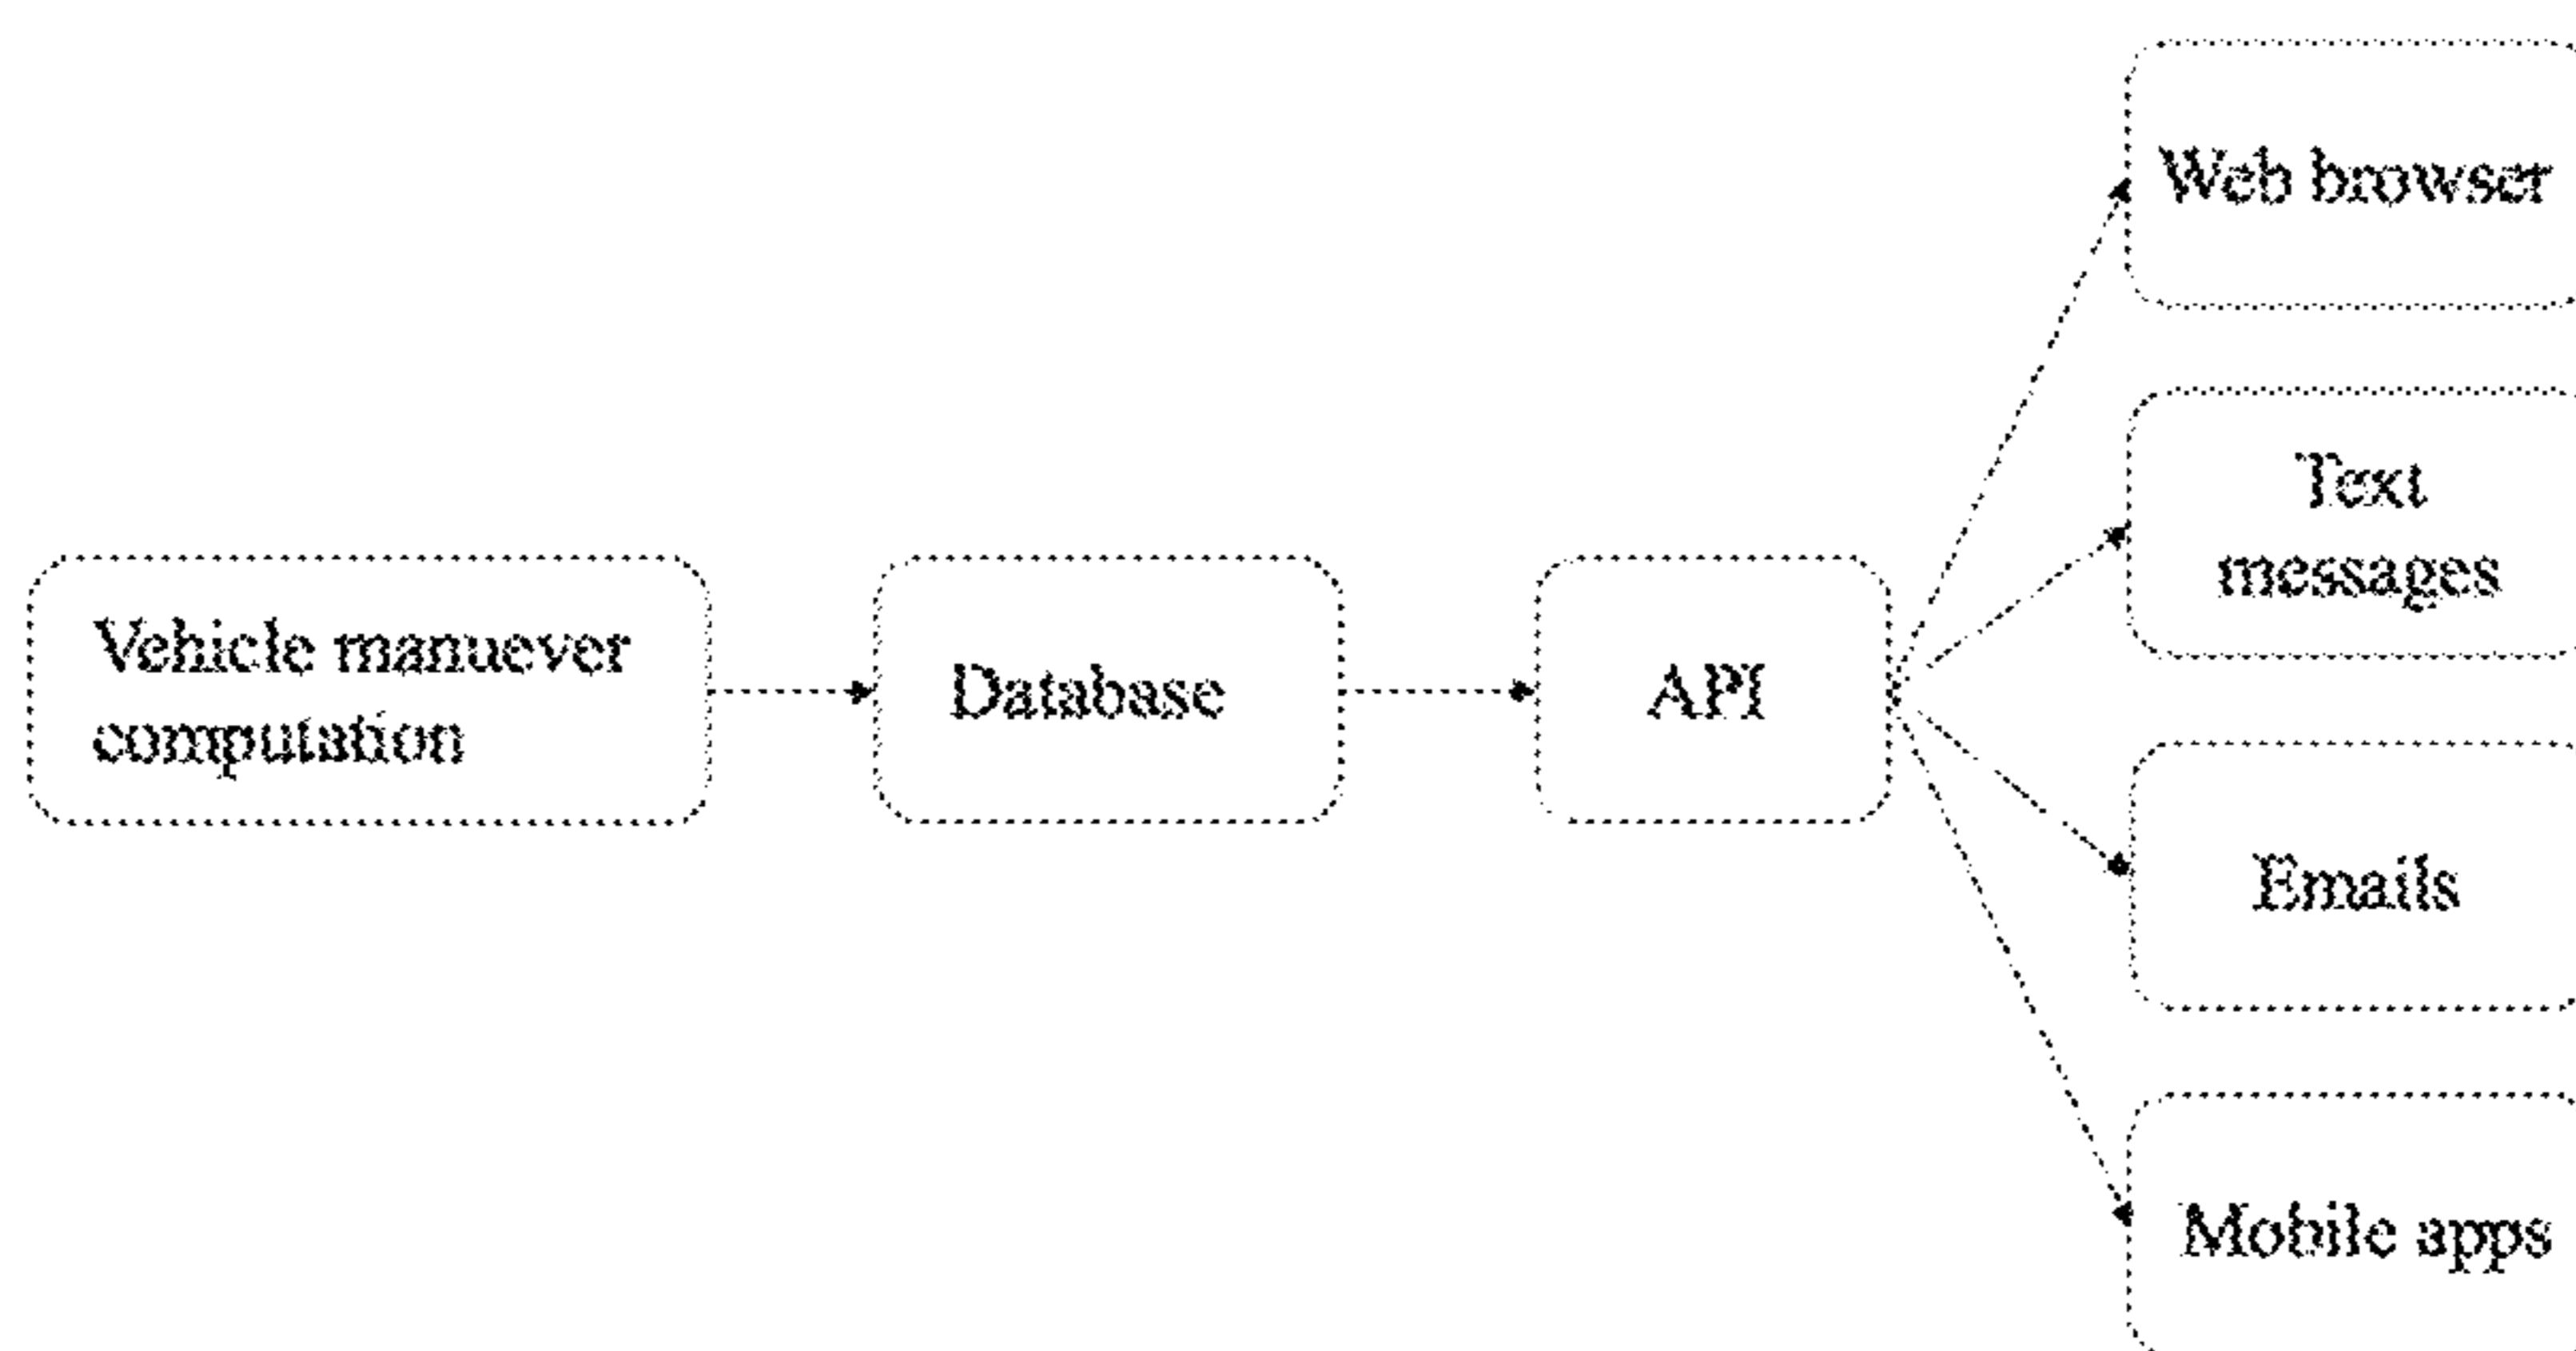 Vehicle manuever
computation
Database
API
Web browser
Text
messages
Emails
Mobile apps